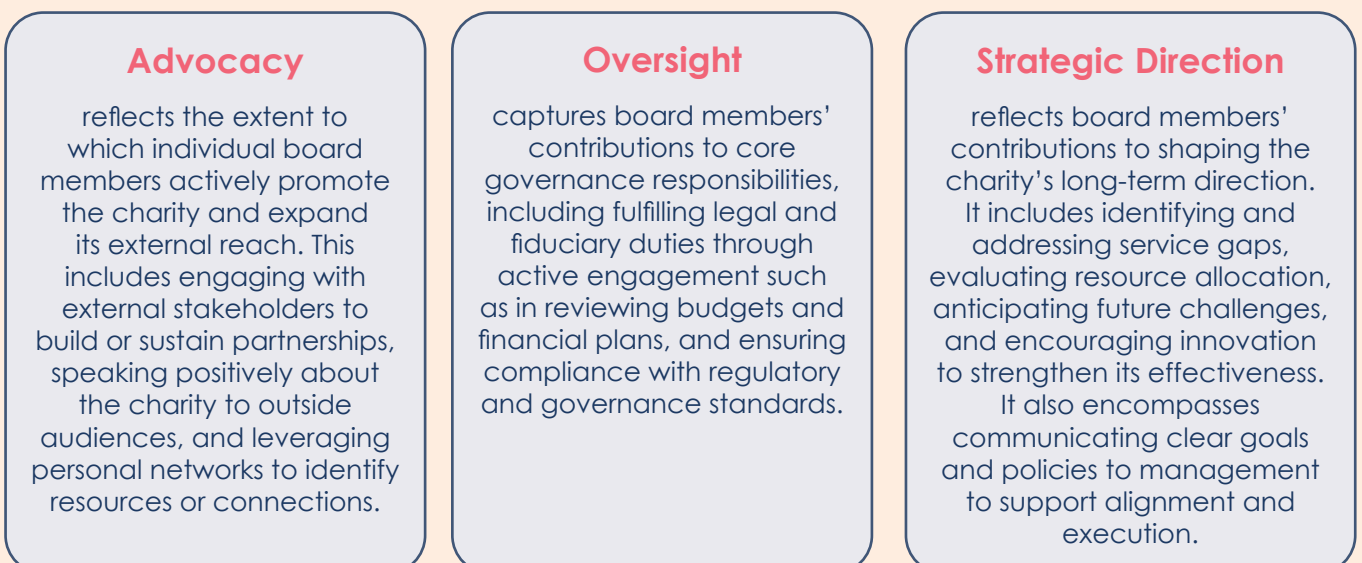 Advocacy
reflects the extent to
which individual board
members actively promote
the charity and expand
its external reach. This
includes engaging with
external stakeholders to
build or sustain partnerships,
speaking positively about
the charity to outside
audiences, and leveraging
personal networks to identify
resources or connections.
Oversight
captures board members’
contributions to core
governance responsibilities,
including fulfilling legal and
fiduciary duties through
active engagement such
as in reviewing budgets and
financial plans, and ensuring
compliance with regulatory
and governance standards.
Strategic Direction
reflects board members’
contributions to shaping the
charity’s long-term direction.
It includes identifying and
addressing service gaps,
evaluating resource allocation,
anticipating future challenges,
and encouraging innovation
to strengthen its effectiveness.
It also encompasses
communicating clear goals
and policies to management
to support alignment and
execution.